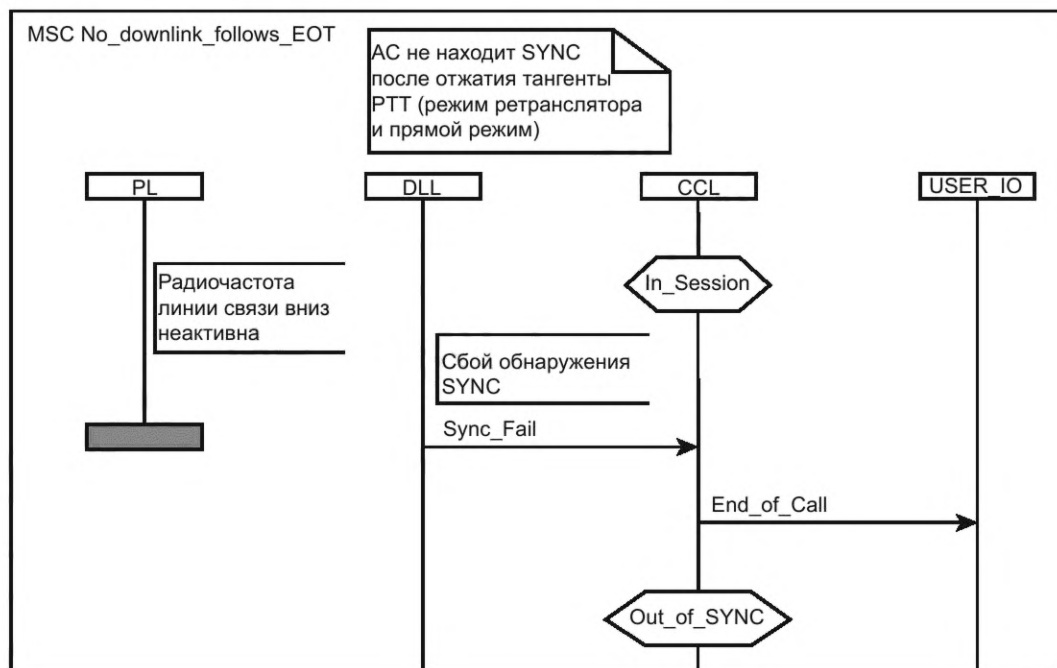 MSC No_downlink_follows_EOT
АС не находит SYNC
после отжатия тангенты
PTT (режим ретранслятора
и прямой режим)
PL
DLL
CCL
USER_IO
Радиочастота
линии связи вниз
неактивна
In_Session
Сбой обнаружения
SYNC
Sync_Fail
End_of_Call
Out_of_SYNC